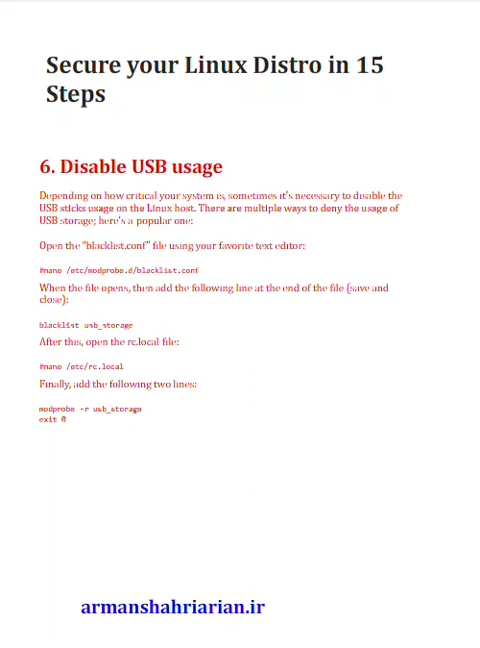 Secure your Linux Distro in 15
Steps
6. Disable USB usage
Depending on how critical your system is, sometimes it's necessary to disable the
USB sticks usage on the Linux host. There are multiple ways to deny the usage of
USB storage; here's a popular one:
Open the "blacklist.conf" file using your favorite text editor:
#nano /etc/modprobe.d/blacklist.conf
When the file opens, then add the following line at the end of the file (save and
close):
blacklist usb_storage
After this, open the rc.local file:
#nano /etc/rc.local
Finally, add the following two lines:
modprobe -r usb_storage
exit 0
armanshahriarian.ir